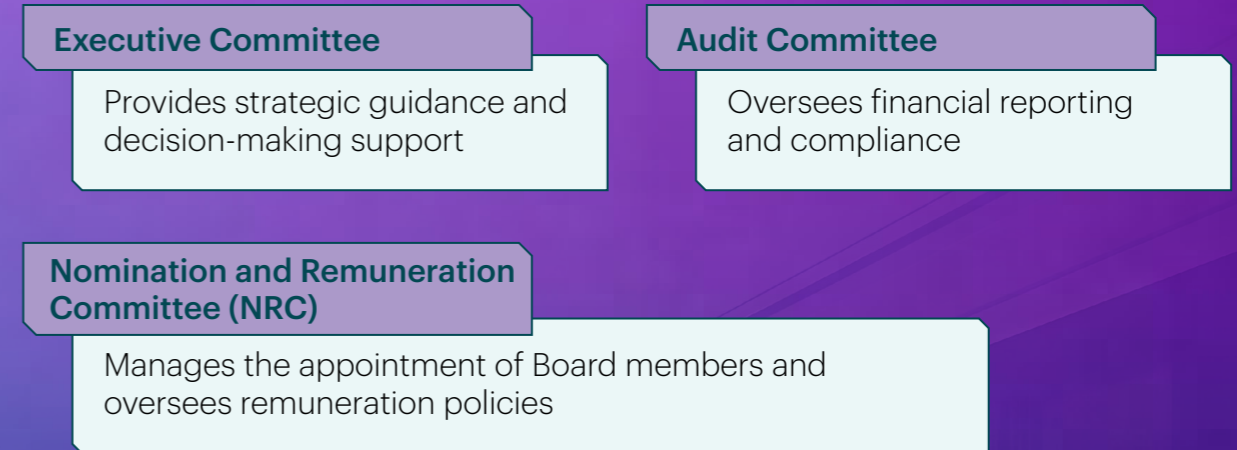 Executive Committee
Provides strategic guidance and
decision-making support
Audit Committee
Oversees financial reporting
and compliance
Nomination and Remuneration
Committee (NRC)
Manages the appointment of Board members and
oversees remuneration policies